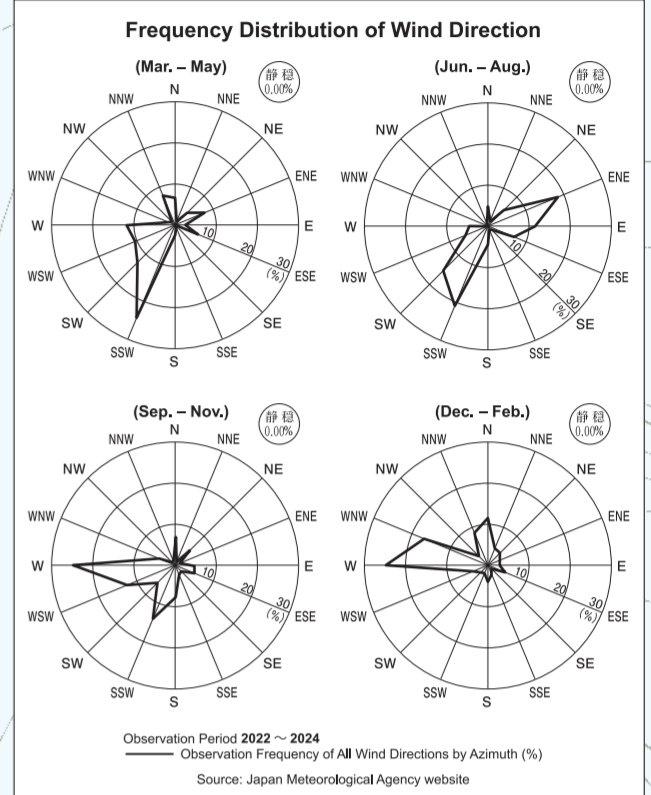 Frequency Distribution of Wind Direction
(Mar. – May)
静穏
0.00%
N
NNE
NE
ENE
E
ESE
SE
SSE
S
SSW
SW
WSW
W
WNW
NW
NNW
10
20
30
(%)
(Jun. – Aug.)
静穏
0.00%
N
NNE
NE
ENE
E
ESE
SE
SSE
S
SSW
SW
WSW
W
WNW
NW
NNW
10
20
30
(%)
(Sep. – Nov.)
静穏
0.00%
N
NNE
NE
ENE
E
ESE
SE
SSE
S
SSW
SW
WSW
W
WNW
NW
NNW
10
20
30
(%)
(Dec. – Feb.)
静穏
0.00%
N
NNE
NE
ENE
E
ESE
SE
SSE
S
SSW
SW
WSW
W
WNW
NW
NNW
10
20
30
(%)
Observation Period 2022 ～ 2024
Observation Frequency of All Wind Directions by Azimuth (%)
Source: Japan Meteorological Agency website